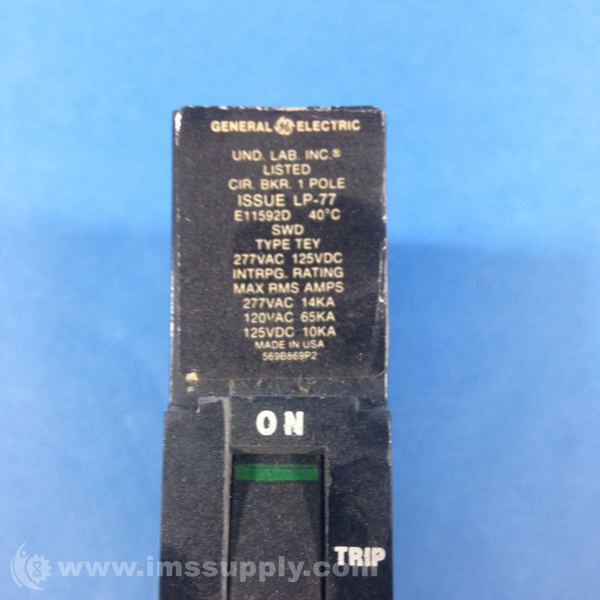 GENERAL GE ELECTRIC
UND. LAB. INC.®
LISTED
CIR. BKR. 1 POLE
ISSUE LP-77
E11592D 40°C
SWD
TYPE TEY
277VAC 125VDC
INTRPG. RATING
MAX RMS AMPS
277VAC 14KA
120VAC 65KA
125VDC 10KA
MADE IN USA
569B869P2
ON
TRIP
www.imssupply.com/